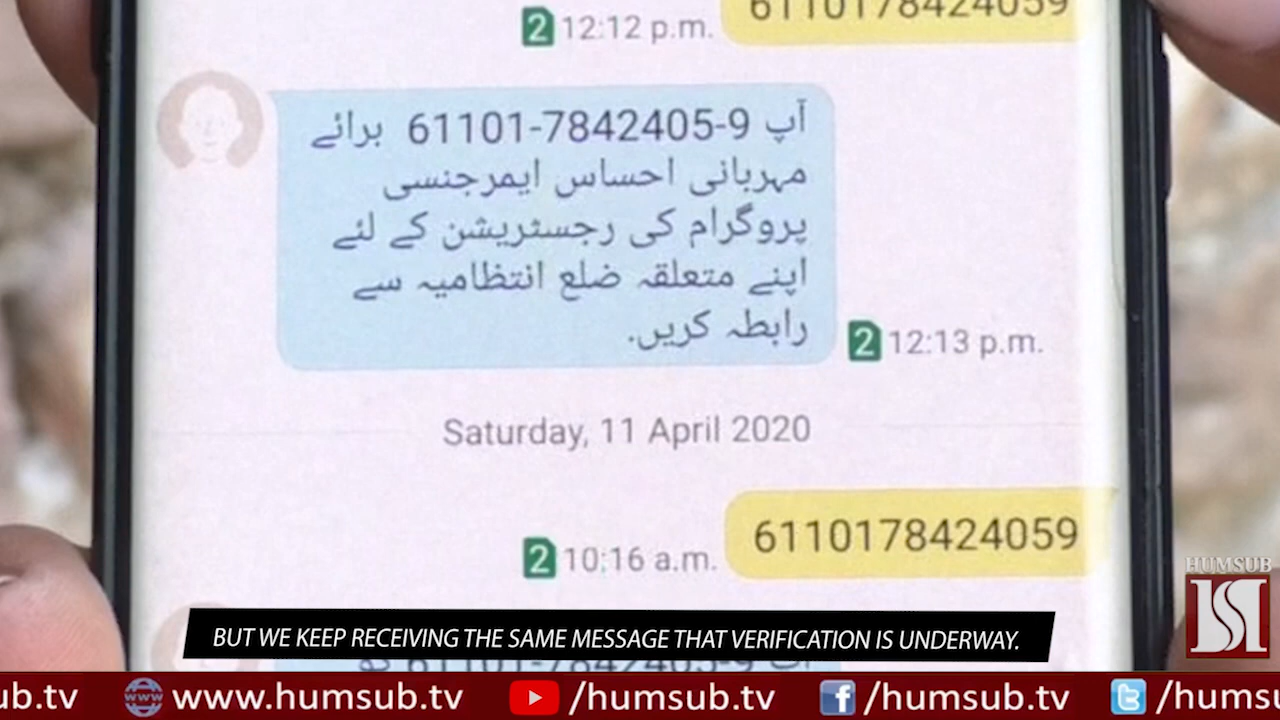 6110178424059
2 12:12 p.m.
آپ 9-7842405-61101 برائے
مہربانی احساس ایمرجنسی
پروگرام کی رجسٹریشن کے لئے
اپنے متعلقہ ضلع انتظامیہ سے
رابطہ کریں.
2 12:13 p.m.
Saturday, 11 April 2020
6110178424059
2 10:16 a.m.
BUT WE KEEP RECEIVING THE SAME MESSAGE THAT VERIFICATION IS UNDERWAY.
HUMSUB
ub.tv www.humsub.tv /humsub.tv /humsub.tv /humsu